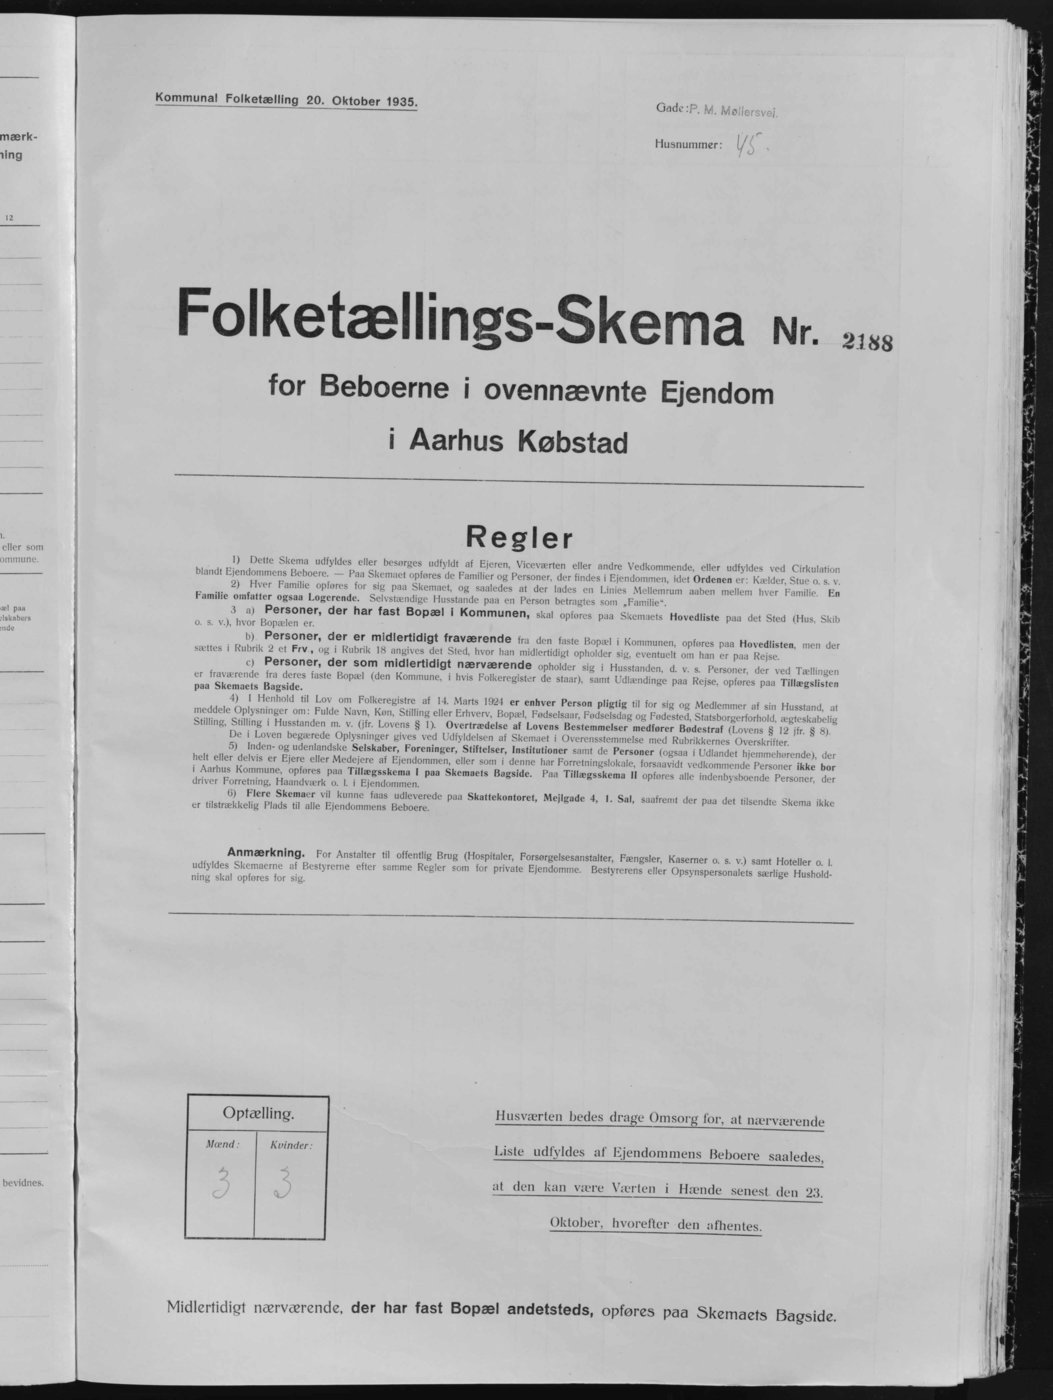 mærk-
ning
12
eller som
ommune.
æl paa
elskabers
ende
bevidnes.
Kommunal Folketælling 20. Oktober 1935.
Gade: P. M. Møllersvej.
Husnummer: 45.
Folketællings-Skema Nr. 2188
for Beboerne i ovennævnte Ejendom
i Aarhus Købstad
Regler
1) Dette Skema udfyldes eller besørges udfyldt af Ejeren, Viceværten eller andre Vedkommende, eller udfyldes ved Cirkulation
blandt Ejendommens Beboere. — Paa Skemaet opføres de Familier og Personer, der findes i Ejendommen, idet Ordenen er: Kælder, Stue o. s. v.
2) Hver Familie opføres for sig paa Skemaet, og saaledes at der lades en Linies Mellemrum aaben mellem hver Familie. En
Familie omfatter ogsaa Logerende. Selvstændige Husstande paa en Person betragtes som „Familie“.
3 a) Personer, der har fast Bopæl i Kommunen, skal opføres paa Skemaets Hovedliste paa det Sted (Hus, Skib
o. s. v.), hvor Bopælen er.
b) Personer, der er midlertidigt fraværende fra den faste Bopæl i Kommunen, opføres paa Hovedlisten, men der
sættes i Rubrik 2 et Frv., og i Rubrik 18 angives det Sted, hvor han midlertidigt opholder sig, eventuelt om han er paa Rejse.
c) Personer, der som midlertidigt nærværende opholder sig i Husstanden, d. v. s. Personer, der ved Tællingen
er fraværende fra deres faste Bopæl (den Kommune, i hvis Folkeregister de staar), samt Udlændinge paa Rejse, opføres paa Tillægslisten
paa Skemaets Bagside.
4) I Henhold til Lov om Folkeregistre af 14. Marts 1924 er enhver Person pligtig til for sig og Medlemmer af sin Husstand, at
meddele Oplysninger om: Fulde Navn, Køn, Stilling eller Erhverv, Bopæl, Fødselsaar, Fødselsdag og Fødested, Statsborgerforhold, ægteskabelig
Stilling, Stilling i Husstanden m. v. (jfr. Lovens § 1). Overtrædelse af Lovens Bestemmelser medfører Bødestraf (Lovens § 12 jfr. § 8).
De i Loven begærede Oplysninger gives ved Udfyldelsen af Skemaet i Overensstemmelse med Rubrikkernes Overskrifter.
5) Inden- og udenlandske Selskaber, Foreninger, Stiftelser, Institutioner samt de Personer (ogsaa i Udlandet hjemmehørende), der
helt eller delvis er Ejere eller Medejere af Ejendommen, eller som i denne har Forretningslokale, forsaavidt vedkommende Personer ikke bor
i Aarhus Kommune, opføres paa Tillægsskema I paa Skemaets Bagside. Paa Tillægsskema II opføres alle indenbysboende Personer, der
driver Forretning, Haandværk o. l. i Ejendommen.
6) Flere Skemaer vil kunne faas udleverede paa Skattekontoret, Mejlgade 4, 1. Sal, saafremt der paa det tilsendte Skema ikke
er tilstrækkelig Plads til alle Ejendommens Beboere.
Anmærkning. For Anstalter til offentlig Brug (Hospitaler, Forsørgelsesanstalter, Fængsler, Kaserner o. s. v.) samt Hoteller o. l.
udfyldes Skemaerne af Bestyrerne efter samme Regler som for private Ejendomme. Bestyrerens eller Opsynspersonalets særlige Hushold-
ning skal opføres for sig.
Optælling.
Mænd: Kvinder:
3 3
Husværten bedes drage Omsorg for, at nærværende
Liste udfyldes af Ejendommens Beboere saaledes,
at den kan være Værten i Hænde senest den 23.
Oktober, hvorefter den afhentes.
Midlertidigt nærværende, der har fast Bopæl andetsteds, opføres paa Skemaets Bagside.